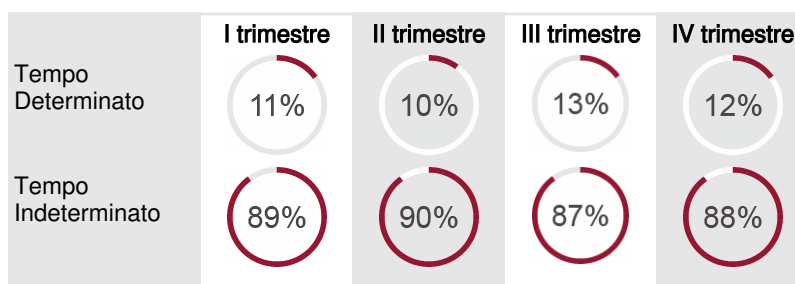 I trimestre II trimestre III trimestre IV trimestre
Tempo
Determinato
11% 10% 13% 12%
Tempo
Indeterminato
89% 90% 87% 88%